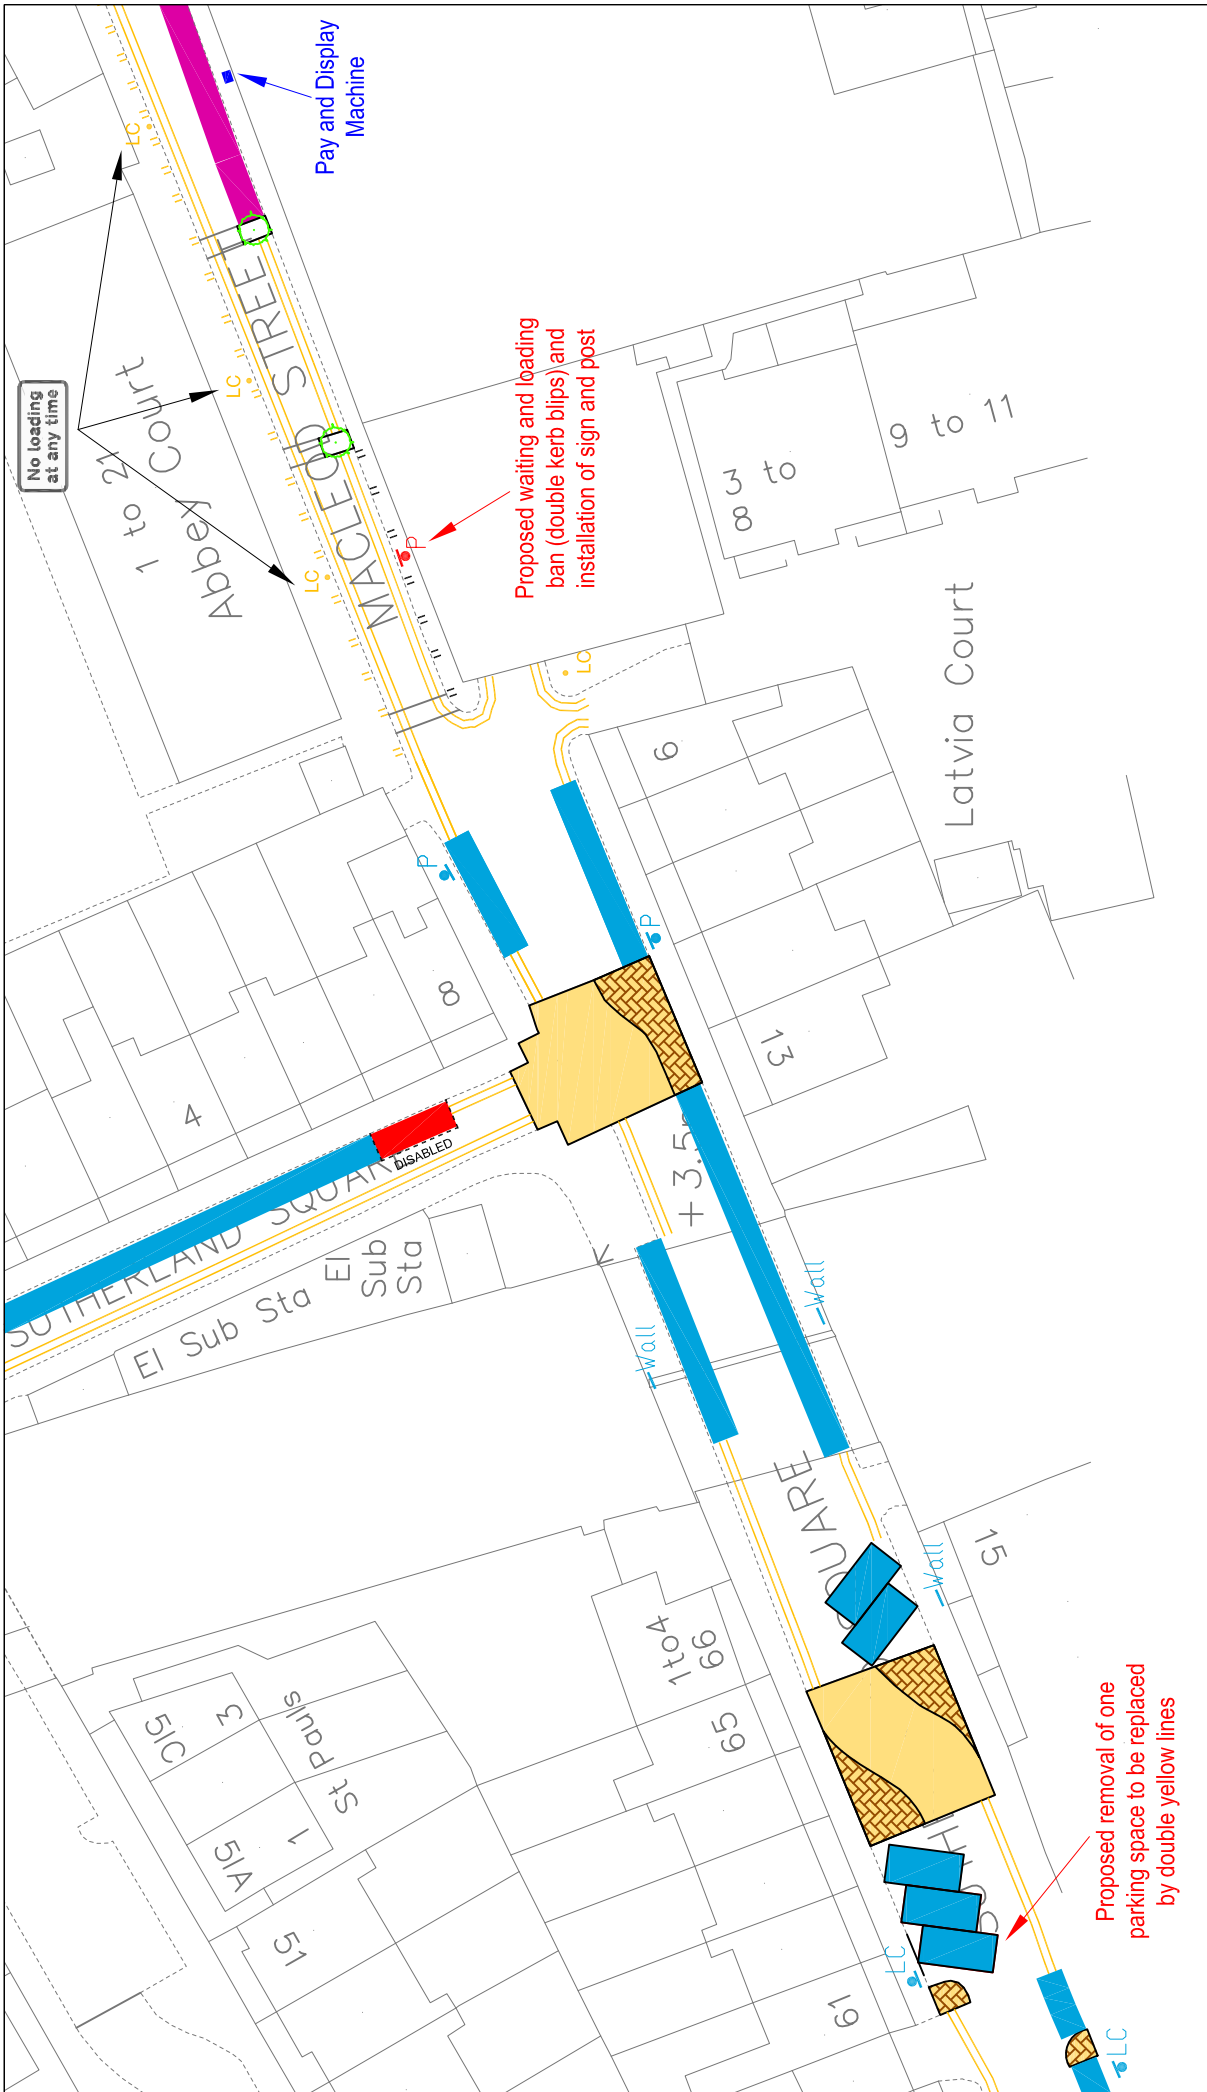 Pay and Display
Machine
LC
No loading
at any time
1 to 21
Abbey Court
LC
LC
MACLEOD STREET
P
Proposed waiting and loading
ban (double kerb blips) and
installation of sign and post
3 to
8
9 to 11
LC
6
Latvia Court
P
P
8
4
13
DISABLED
SUTHERLAND SQUARE
+ 3.5
El Sub Sta
El
Sub
Sta
Wall
Wall
SQUARE
Wall
15
1to4
66
65
51C
3
St Pauls
1
51A
51
61
LC
LC
Proposed removal of one
parking space to be replaced
by double yellow lines